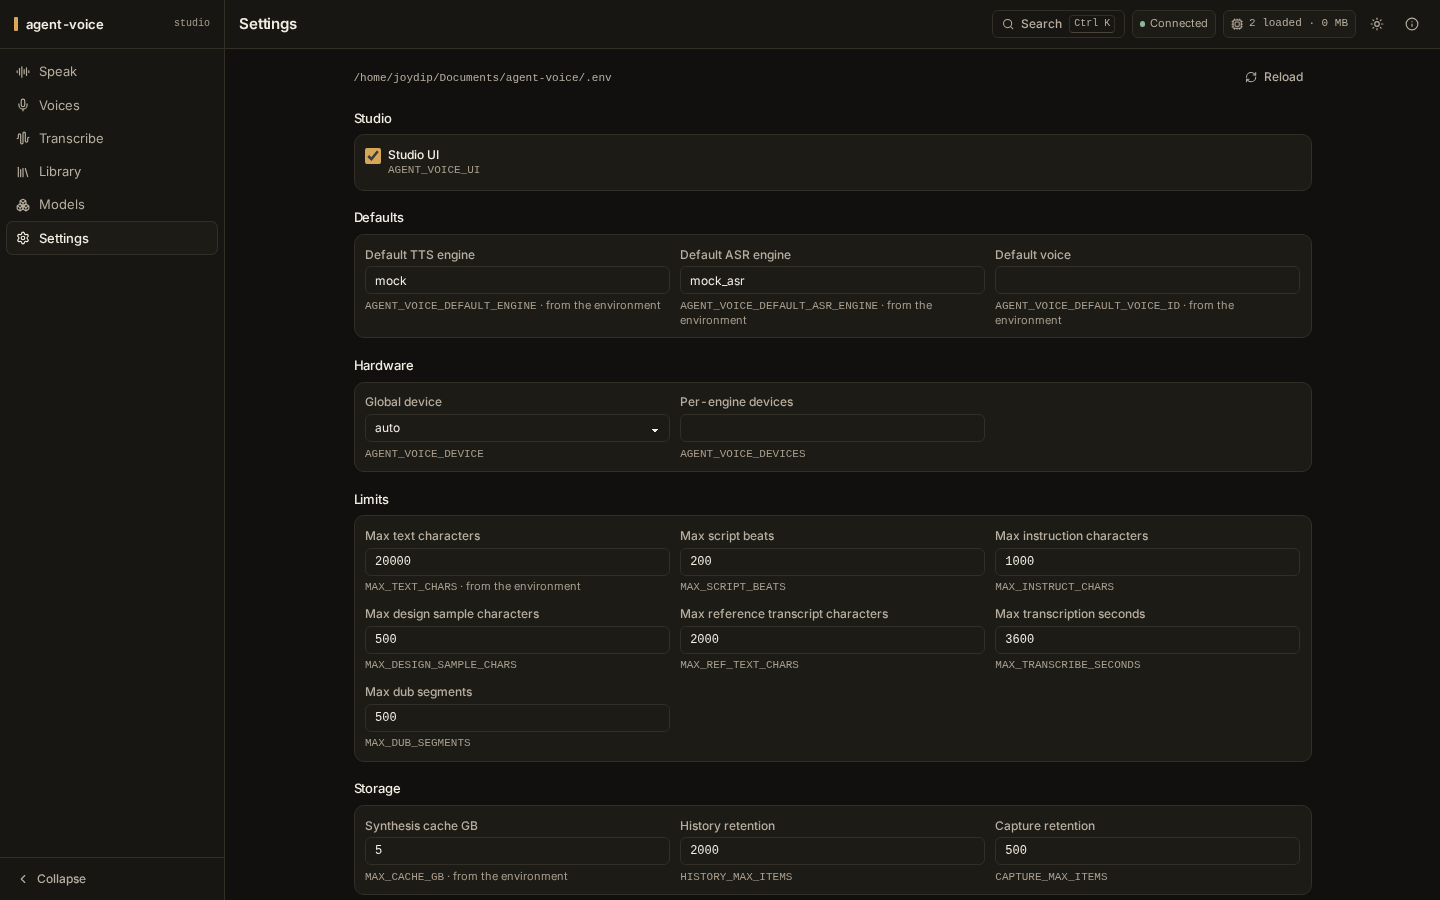 agent-voice
studio
Settings
Search
Ctrl K
Connected
2 loaded · 0 MB
Speak
Voices
Transcribe
Library
Models
Settings
Collapse
/home/joydip/Documents/agent-voice/.env
Reload
Studio
Studio UI
AGENT_VOICE_UI
Defaults
Default TTS engine
mock
AGENT_VOICE_DEFAULT_ENGINE · from the environment
Default ASR engine
mock_asr
AGENT_VOICE_DEFAULT_ASR_ENGINE · from the
environment
Default voice
AGENT_VOICE_DEFAULT_VOICE_ID · from the
environment
Hardware
Global device
auto
AGENT_VOICE_DEVICE
Per-engine devices
AGENT_VOICE_DEVICES
Limits
Max text characters
20000
MAX_TEXT_CHARS · from the environment
Max script beats
200
MAX_SCRIPT_BEATS
Max instruction characters
1000
MAX_INSTRUCT_CHARS
Max design sample characters
500
MAX_DESIGN_SAMPLE_CHARS
Max reference transcript characters
2000
MAX_REF_TEXT_CHARS
Max transcription seconds
3600
MAX_TRANSCRIBE_SECONDS
Max dub segments
500
MAX_DUB_SEGMENTS
Storage
Synthesis cache GB
5
MAX_CACHE_GB · from the environment
History retention
2000
HISTORY_MAX_ITEMS
Capture retention
500
CAPTURE_MAX_ITEMS